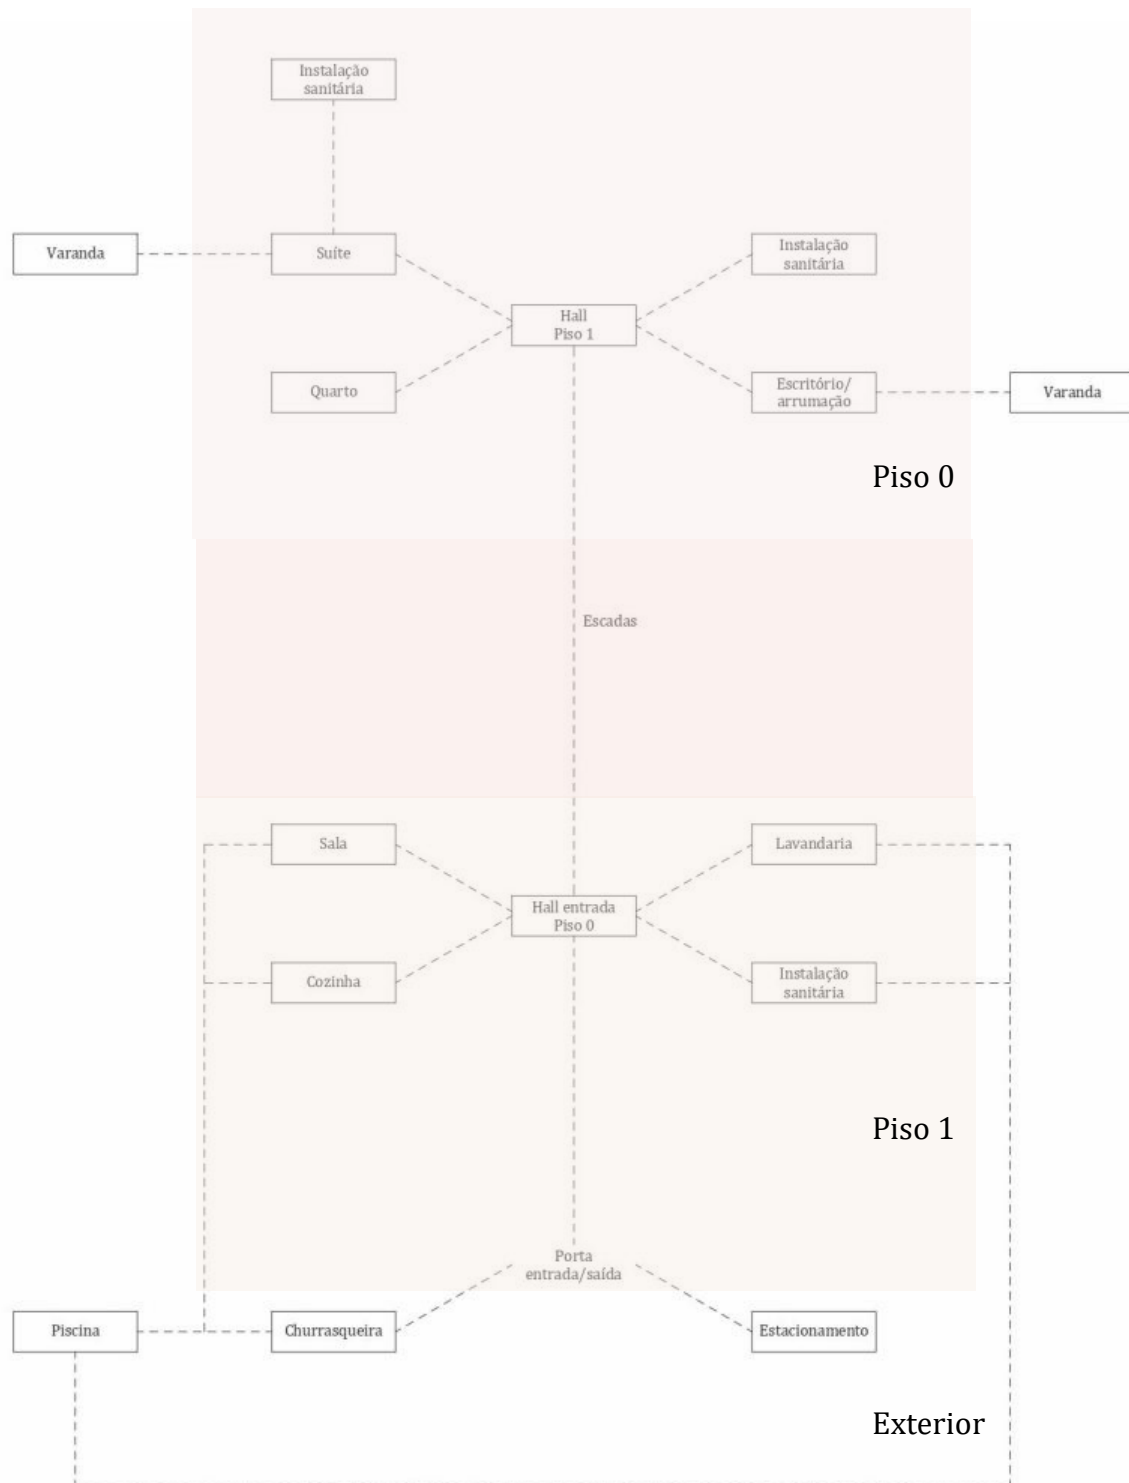 Instalação
sanitária
Varanda
Suíte
Instalação
sanitária
Hall
Piso 1
Quarto
Escritório/
arrumação
Varanda
Piso 0
Escadas
Sala
Lavandaria
Hall entrada
Piso 0
Cozinha
Instalação
sanitária
Piso 1
Porta
entrada/saída
Piscina
Churrasqueira
Estacionamento
Exterior